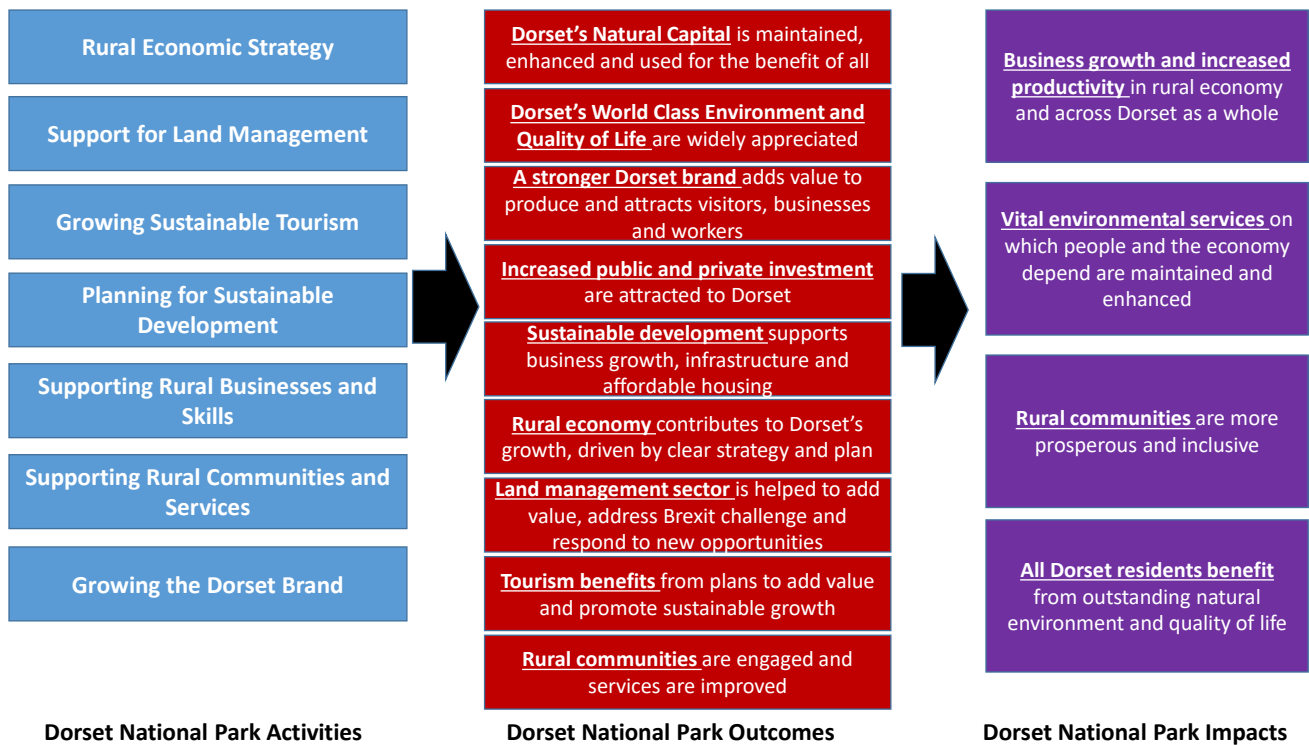 Rural Economic Strategy
Support for Land Management
Growing Sustainable Tourism
Planning for Sustainable
Development
Supporting Rural Businesses and
Skills
Supporting Rural Communities and
Services
Growing the Dorset Brand
Dorset National Park Activities
Dorset’s Natural Capital is maintained,
enhanced and used for the benefit of all
Dorset’s World Class Environment and
Quality of Life are widely appreciated
A stronger Dorset brand adds value to
produce and attracts visitors, businesses
and workers
Increased public and private investment
are attracted to Dorset
Sustainable development supports
business growth, infrastructure and
affordable housing
Rural economy contributes to Dorset’s
growth, driven by clear strategy and plan
Land management sector is helped to add
value, address Brexit challenge and
respond to new opportunities
Tourism benefits from plans to add value
and promote sustainable growth
Rural communities are engaged and
services are improved
Dorset National Park Outcomes
Business growth and increased
productivity in rural economy
and across Dorset as a whole
Vital environmental services on
which people and the economy
depend are maintained and
enhanced
Rural communities are more
prosperous and inclusive
All Dorset residents benefit
from outstanding natural
environment and quality of life
Dorset National Park Impacts